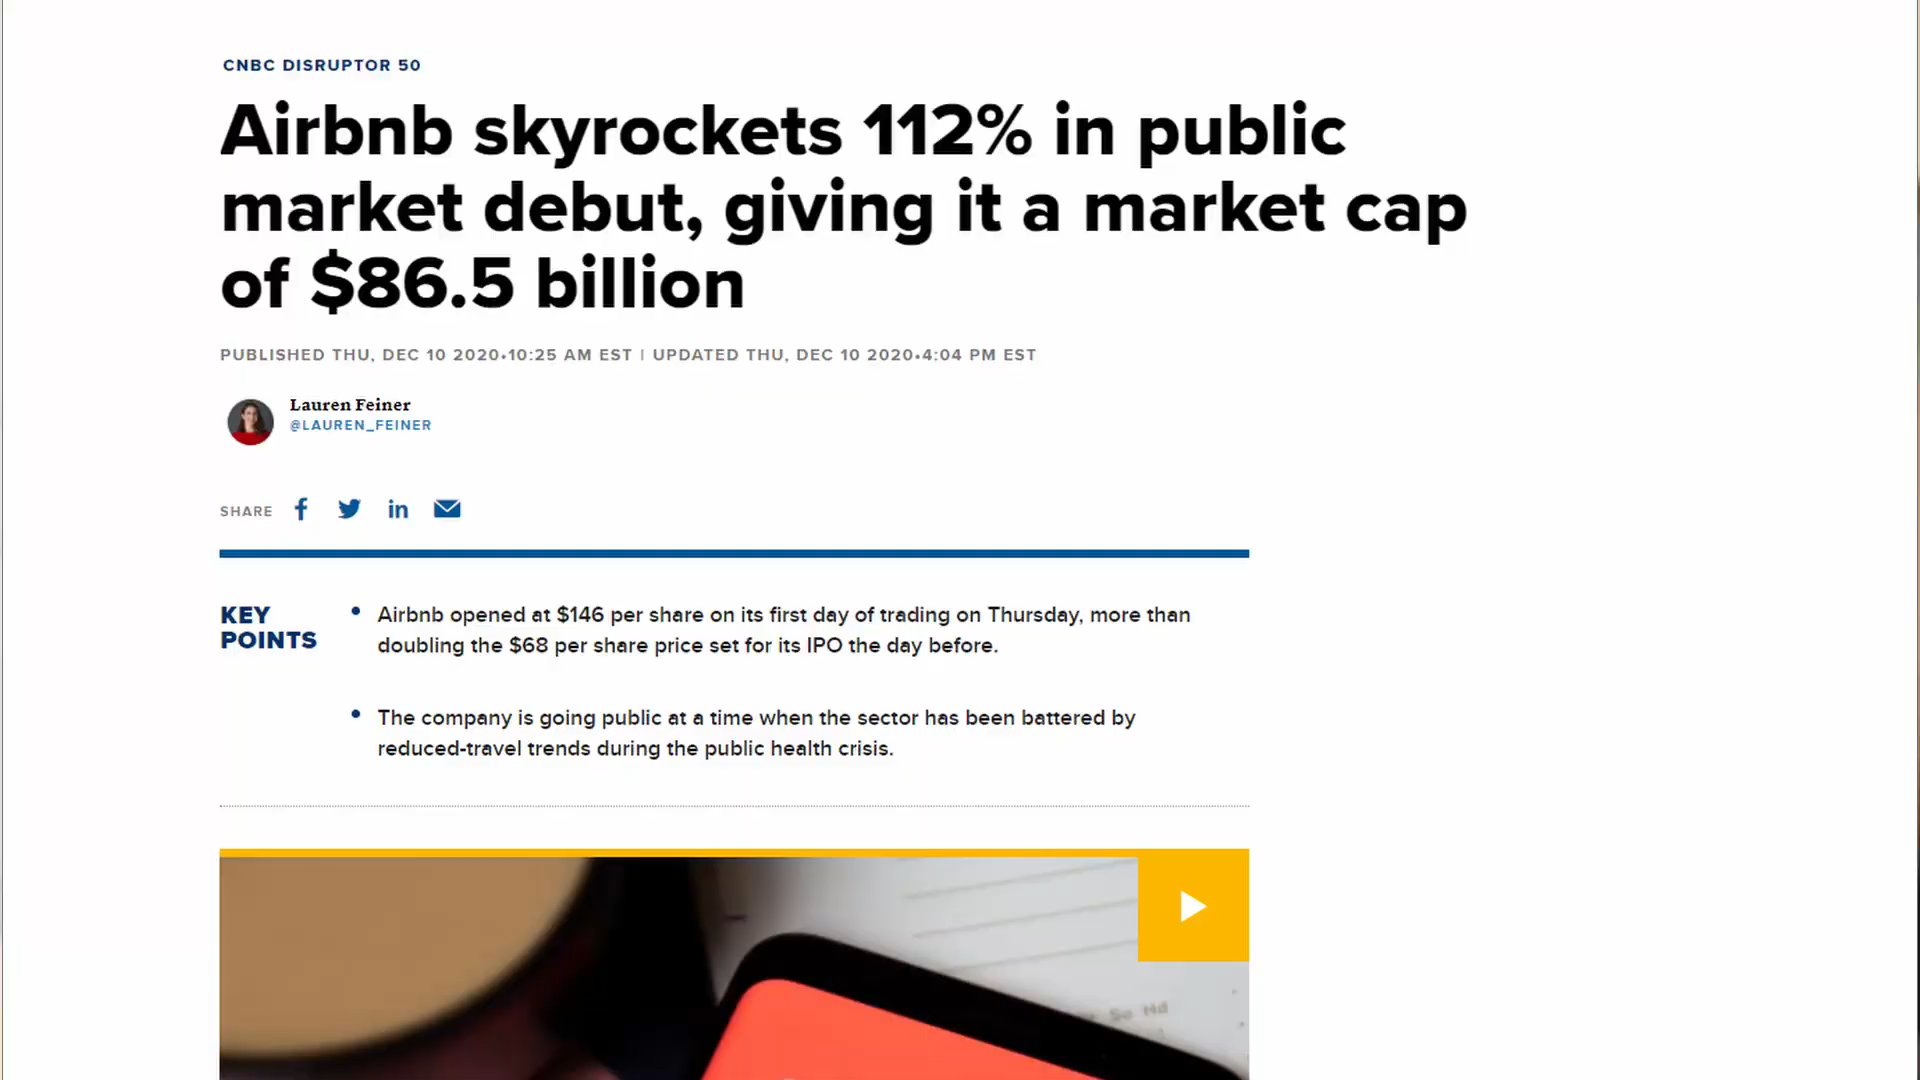 CNBC DISRUPTOR 50
Airbnb skyrockets 112% in public
market debut, giving it a market cap
of $86.5 billion
PUBLISHED THU, DEC 10 2020•10:25 AM EST | UPDATED THU, DEC 10 2020•4:04 PM EST
Lauren Feiner
@LAUREN_FEINER
SHARE
KEY
POINTS
Airbnb opened at $146 per share on its first day of trading on Thursday, more than
doubling the $68 per share price set for its IPO the day before.
The company is going public at a time when the sector has been battered by
reduced-travel trends during the public health crisis.